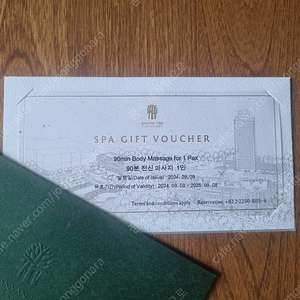 SPA GIFT VOUCHER
90min Body Massage for 1 Pax
90분 전신 마사지 1인
발행일(Date of Issue) : 2024. 09. 09
유효기간(Period of Validity) : 2024. 09. 09 - 2025. 09. 08
Terms and conditions apply
Reservation